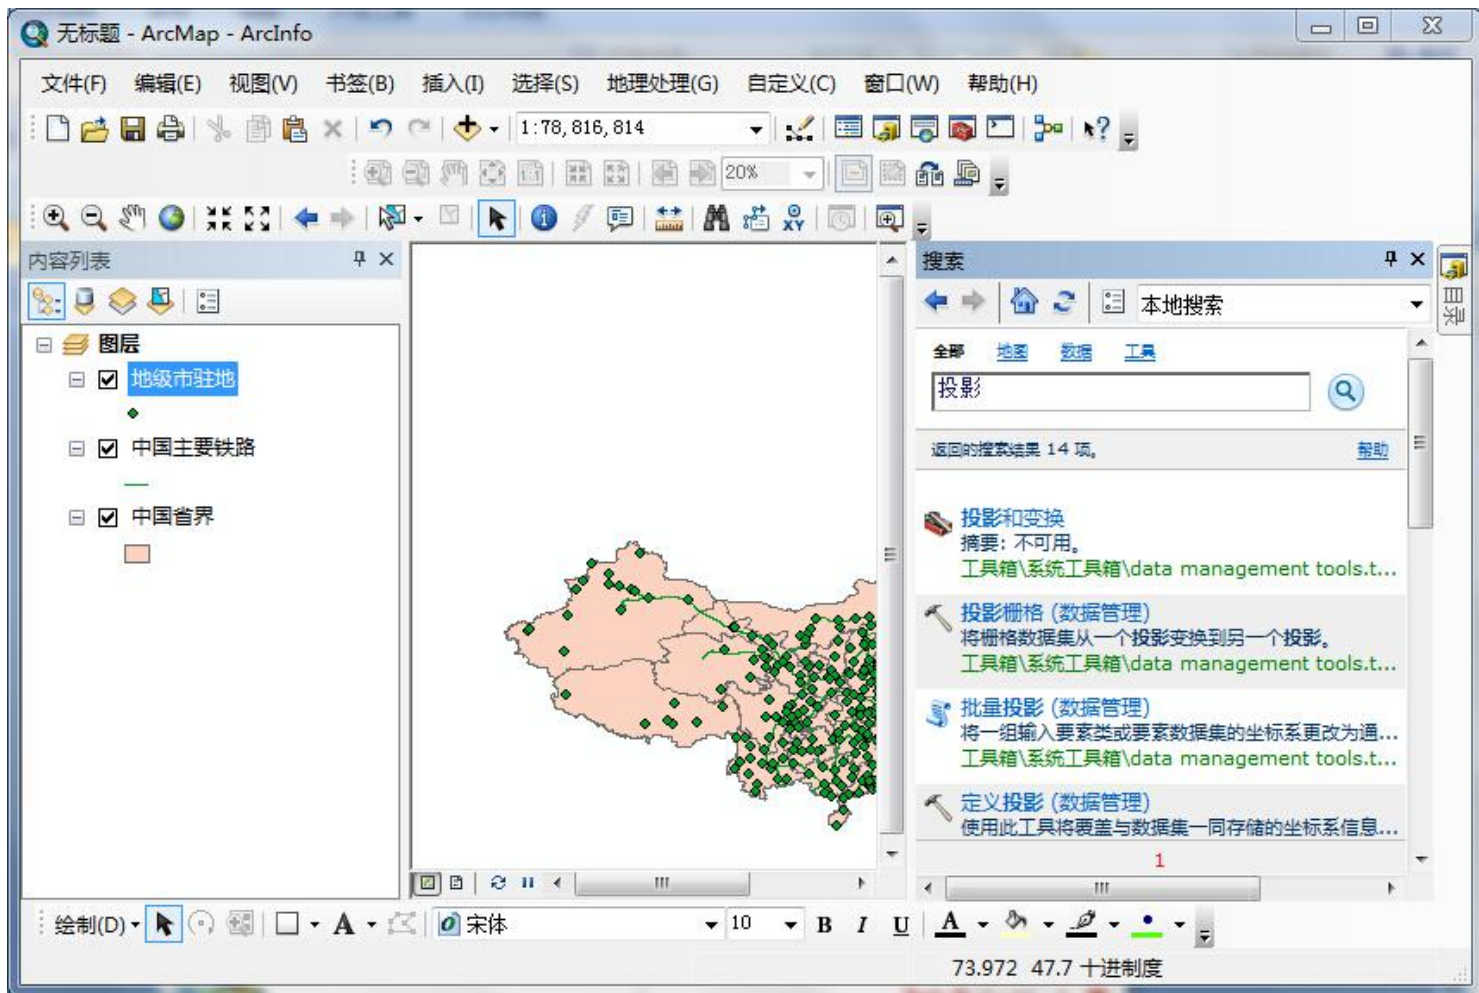 无标题 - ArcMap - ArcInfo
文件(F) 编辑(E) 视图(V) 书签(B) 插入(I) 选择(S) 地理处理(G) 自定义(C) 窗口(W) 帮助(H)
1:78,816,814
1:1 20%
XY
内容列表
图层
地级市驻地
中国主要铁路
中国省界
搜索
目录
本地搜索
全部 地图 数据 工具
投影
返回的搜索结果 14 项。 帮助
投影和变换
摘要: 不可用。
工具箱\系统工具箱\data management tools.t...
投影栅格 (数据管理)
将栅格数据集从一个投影变换到另一个投影。
工具箱\系统工具箱\data management tools.t...
批量投影 (数据管理)
将一组输入要素类或要素数据集的坐标系更改为通...
工具箱\系统工具箱\data management tools.t...
定义投影 (数据管理)
使用此工具将覆盖与数据集一同存储的坐标系信息...
1
绘制(D) A 宋体 10 B I U A
73.972 47.7 十进制度